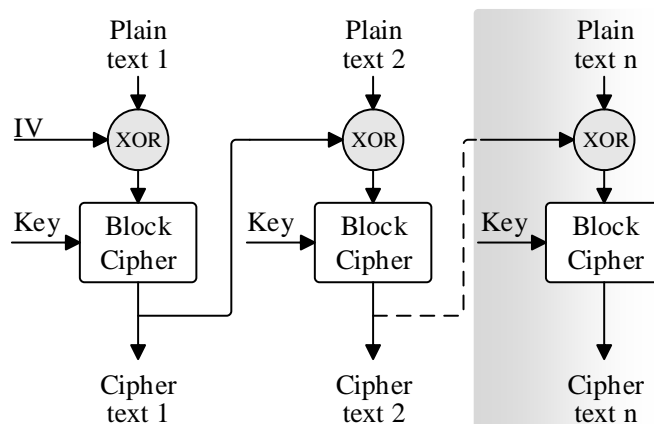 Plain
text 1
Plain
text 2
Plain
text n
IV
XOR
XOR
XOR
Key
Block
Cipher
Key
Block
Cipher
Key
Block
Cipher
Cipher
text 1
Cipher
text 2
Cipher
text n